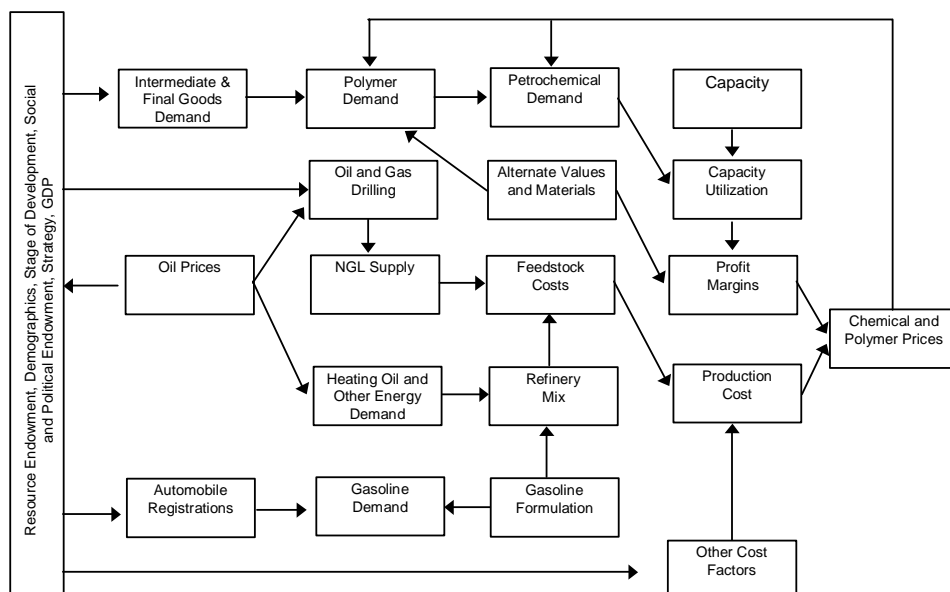 Resource Endowment, Demographics, Stage of Development, Social
and Political Endowment, Strategy, GDP
Intermediate &
Final Goods
Demand
Polymer
Demand
Petrochemical
Demand
Capacity
Oil and Gas
Drilling
Alternate Values
and Materials
Capacity
Utilization
Oil Prices
NGL Supply
Feedstock
Costs
Profit
Margins
Chemical and
Polymer Prices
Heating Oil and
Other Energy
Demand
Refinery
Mix
Production
Cost
Automobile
Registrations
Gasoline
Demand
Gasoline
Formulation
Other Cost
Factors